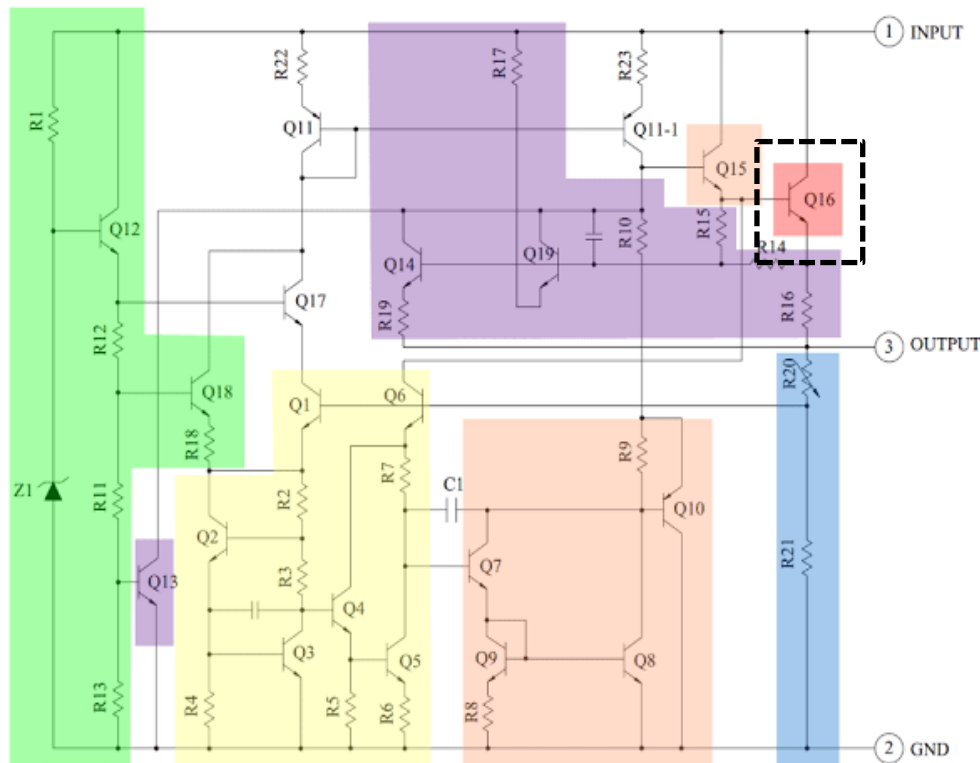 1 INPUT
R22
R17
R23
R1
Q11
Q11-1
Q15
Q16
Q12
R10
R15
Q14
Q19
R14
Q17
R19
R16
R12
3 OUTPUT
R20
Q18
Q1
Q6
R18
R9
R7
C1
Z1
R11
R2
Q10
Q2
R21
Q7
R3
Q13
Q4
Q3
Q5
Q9
Q8
R13
R4
R5
R6
R8
2 GND